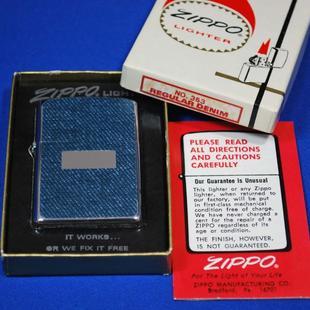 ZIPPO
LIGHTER
NO. 353
REGULAR DENIM
ZIPPO
IT WORKS...
OR WE FIX IT FREE
PLEASE READ
ALL DIRECTIONS
AND CAUTIONS
CAREFULLY
Our Guarantee Is Unusual
This lighter or any Zippo
lighter, when returned to
our factory, will be put
in first-class mechanical
condition free of charge.
We have never charged a
cent for the repair of a
ZIPPO regardless of its
age or condition.
THE FINISH, HOWEVER,
IS NOT GUARANTEED.
ZIPPO
For The Light of Your Life
ZIPPO MANUFACTURING CO.
Bradford, Pa. 16701